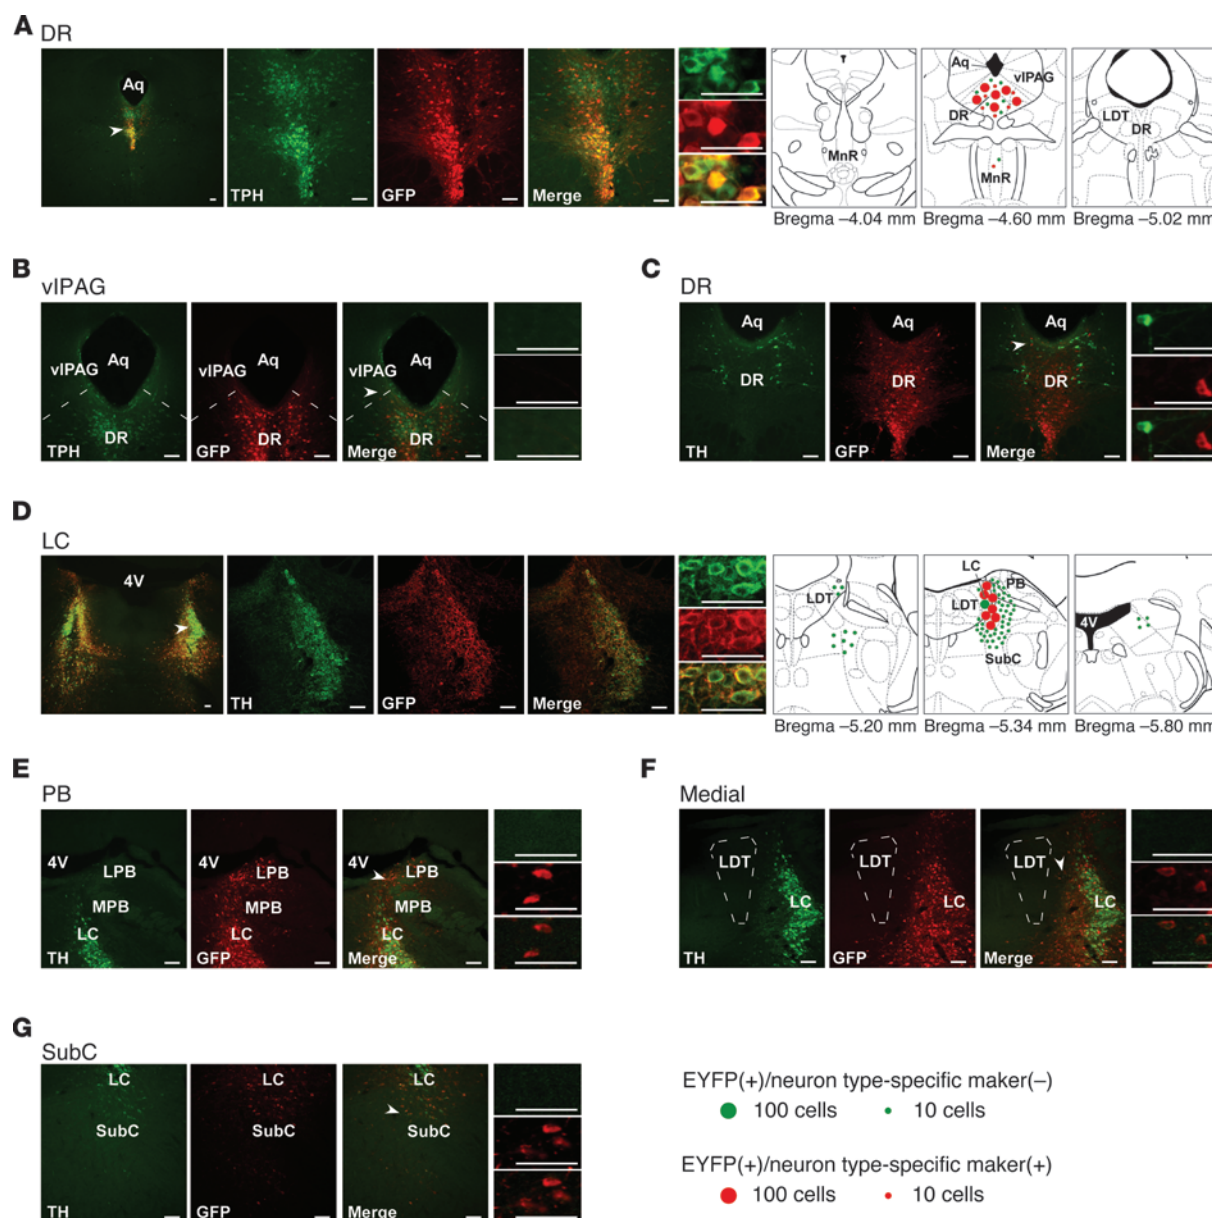 A DR
Aq
TPH
GFP
Merge
MnR
Bregma –4.04 mm
Aq
vlPAG
DR
MnR
Bregma –4.60 mm
LDT
DR
Bregma –5.02 mm
B vlPAG
vlPAG Aq
DR
TPH
vlPAG Aq
DR
GFP
vlPAG Aq
DR
Merge
C DR
Aq
DR
TH
Aq
DR
GFP
Aq
DR
Merge
D LC
4V
TH
GFP
Merge
LDT
Bregma –5.20 mm
LC
PB
LDT
SubC
Bregma –5.34 mm
4V
Bregma –5.80 mm
E PB
4V
LPB
MPB
LC
TH
4V
LPB
MPB
LC
GFP
4V
LPB
MPB
LC
Merge
F Medial
LDT
LC
TH
LDT
LC
GFP
LDT
LC
Merge
G SubC
LC
SubC
TH
LC
SubC
GFP
LC
SubC
Merge
EYFP(+)/neuron type-specific maker(–)
100 cells 10 cells
EYFP(+)/neuron type-specific maker(+)
100 cells 10 cells